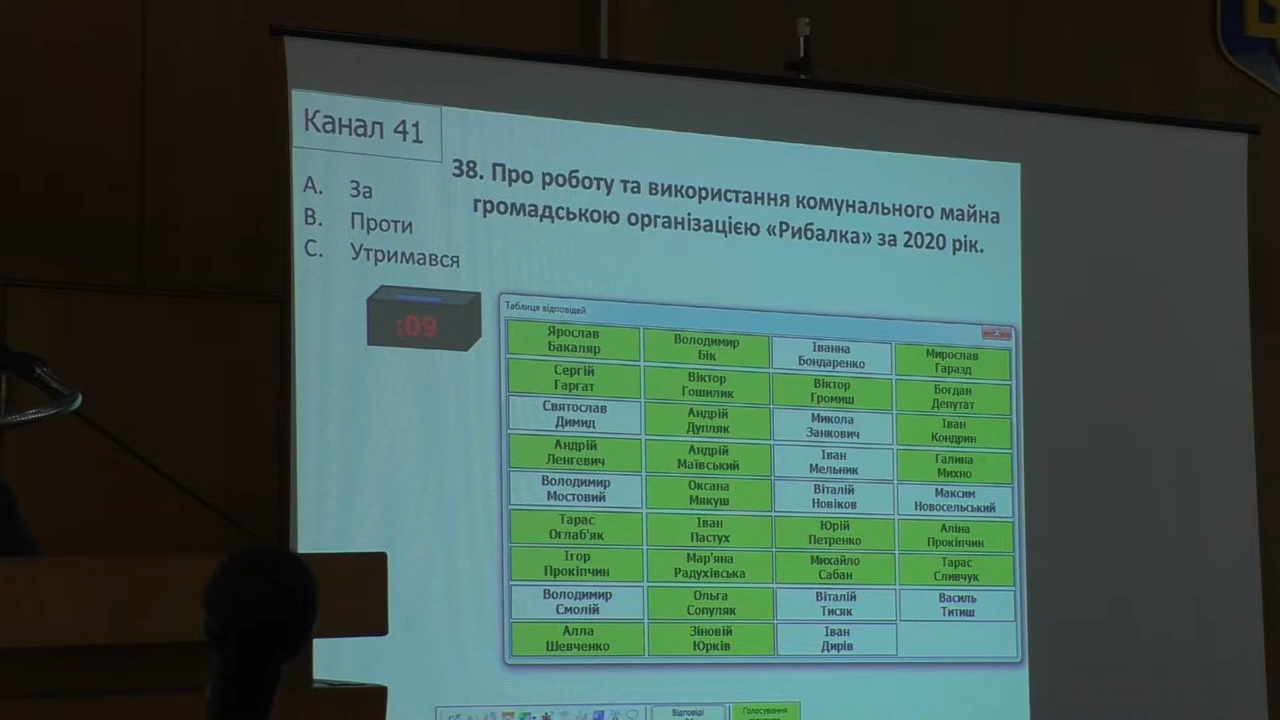 Канал 41
38. Про роботу та використання комунального майна
громадською організацією «Рибалка» за 2020 рік.
A. За
B. Проти
C. Утримався
:09
Таблиця відповідей
Ярослав Бакаляр
Володимир Бік
Іванна Бондаренко
Мирослав Гаразд
Сергій Гаргат
Віктор Гошилик
Віктор Громиш
Богдан Депутат
Святослав Димид
Андрій Дупляк
Микола Занкович
Іван Кондрин
Андрій Ленгевич
Андрій Маївський
Іван Мельник
Галина Михно
Володимир Мостовий
Оксана Мякуш
Віталій Новіков
Максим Новосельський
Тарас Оглаб'як
Іван Пастух
Юрій Петренко
Аліна Прокіпчин
Ігор Прокіпчин
Мар'яна Радухівська
Михайло Сабан
Тарас Сливчук
Володимир Смолій
Ольга Сопуляк
Віталій Тисяк
Василь Титиш
Алла Шевченко
Зіновій Юрків
Іван Дирів
Відповіді
Голосування